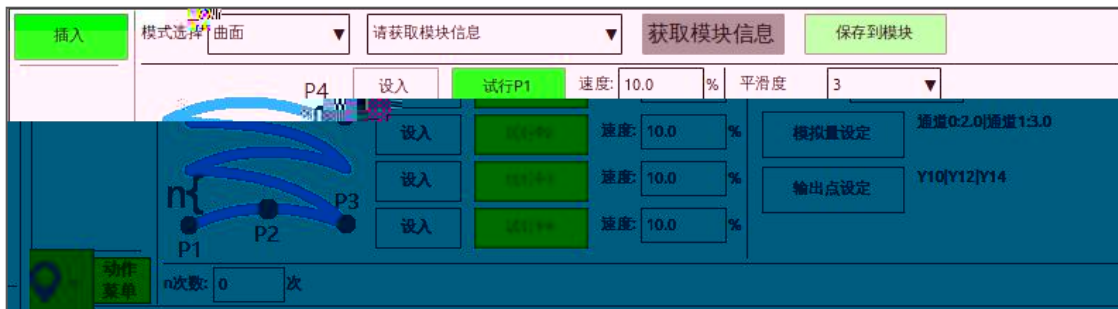 插入 模式选择 曲面 请获取模块信息 获取模块信息 保存到模块
P4 设入 试行P1 速度: 10.0 % 平滑度 3
n
设入 速度: 10.0 % 模拟量设定 通道0:2.0|通道1:3.0
设入 速度: 10.0 % 输出点设定 Y10|Y12|Y14
n{ P3
P1 P2 设入 速度: 10.0 %
动作
菜单
n次数: 0 次